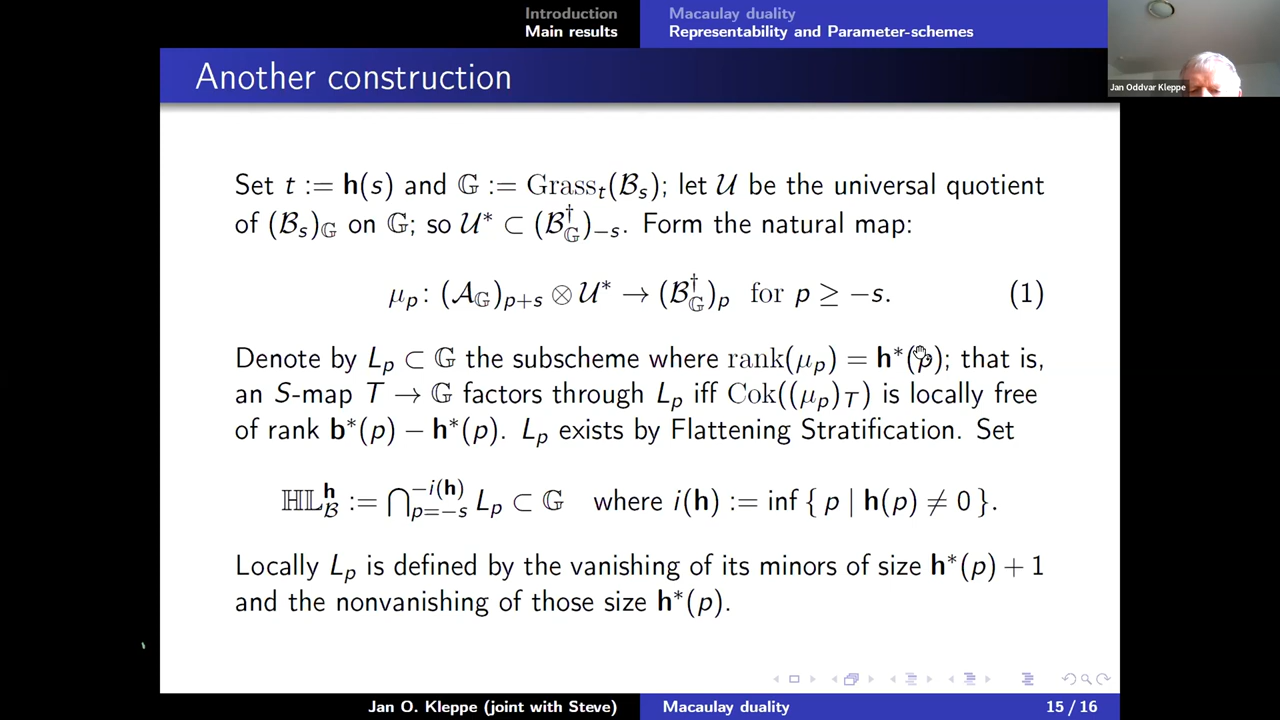 Introduction
Main results
Macaulay duality
Representability and Parameter-schemes
Another construction
Jan Oddvar Kleppe
Set t := h(s) and 𝔾 := Grass_t(ℬ_s); let 𝒰 be the universal quotient
of (ℬ_s)_𝔾 on 𝔾; so 𝒰* ⊂ (ℬ_𝔾^†)_{−s}. Form the natural map:
μ_p : (𝒜_𝔾)_{p+s} ⊗ 𝒰* → (ℬ_𝔾^†)_p for p ≥ −s. (1)
Denote by L_p ⊂ 𝔾 the subscheme where rank(μ_p) = h*(p); that is,
an S-map T → 𝔾 factors through L_p iff Cok((μ_p)_T) is locally free
of rank b*(p) − h*(p). L_p exists by Flattening Stratification. Set
ℍ𝕃_ℬ^h := ⋂_{p=−s}^{−i(h)} L_p ⊂ 𝔾 where i(h) := inf { p | h(p) ≠ 0 }.
Locally L_p is defined by the vanishing of its minors of size h*(p) + 1
and the nonvanishing of those size h*(p).
Jan O. Kleppe (joint with Steve)
Macaulay duality
15 / 16